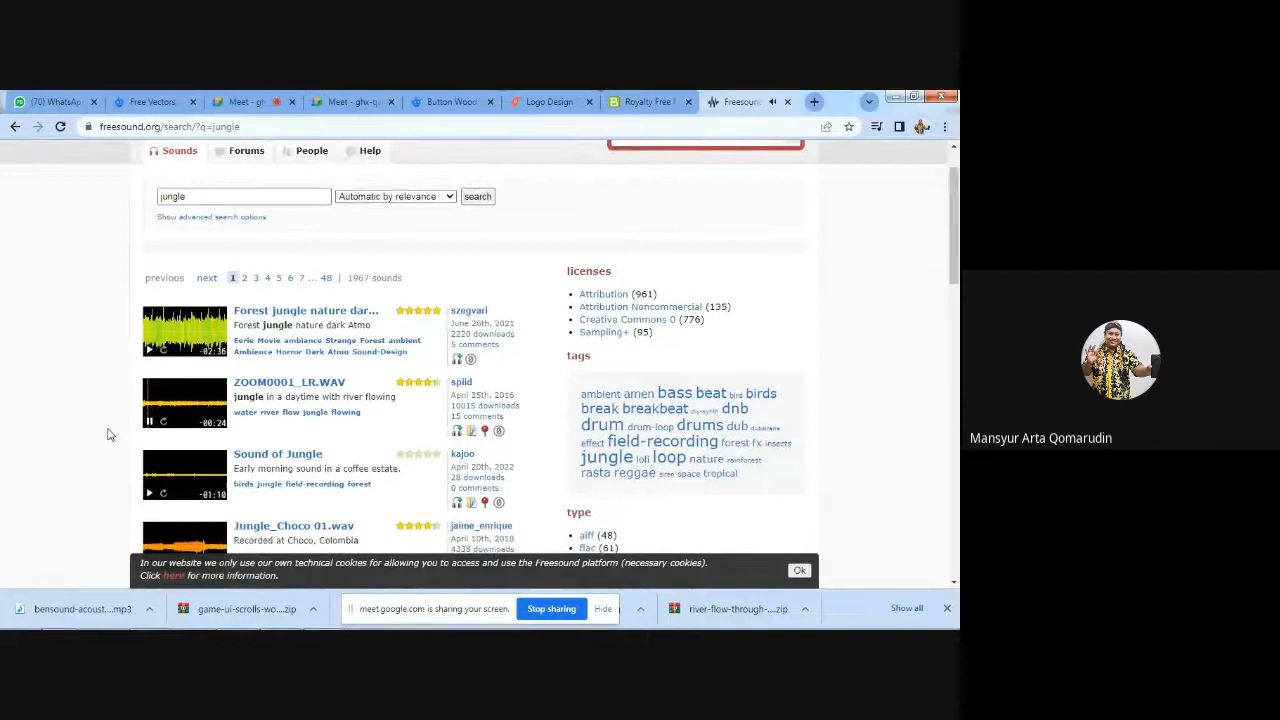 (70) WhatsAp
Free Vectors,
Meet - gh
Meet - ghx-q
Button Wood
Logo Design
Royalty Free
Freesoun
freesound.org/search/?q=jungle
Sounds Forums People Help
jungle Automatic by relevance search
Show advanced search options
previous next 1 2 3 4 5 6 7 ... 48 | 1967 sounds
Forest jungle nature dar...
Forest jungle nature dark Atmo
Eerie Movie ambiance Strange Forest ambient
Ambience Horror Dark Atmo Sound-Design
-02:36
szegvari
June 26th, 2021
2220 downloads
5 comments
ZOOM0001_LR.WAV
jungle in a daytime with river flowing
water river flow jungle flowing
-00:24
spiid
April 25th, 2016
10015 downloads
15 comments
Sound of Jungle
Early morning sound in a coffee estate.
birds jungle field-recording forest
-01:10
kajoo
April 20th, 2022
28 downloads
0 comments
Jungle_Choco 01.wav
Recorded at Choco, Colombia
jaime_enrique
April 10th, 2018
4338 downloads
licenses
Attribution (961)
Attribution Noncommercial (135)
Creative Commons 0 (776)
Sampling+ (95)
tags
ambient amen bass beat bird birds
break breakbeat dnb
drum drum-loop drums dub dubstep
effect field-recording forest fx insects
jungle lofi loop nature rainforest
rasta reggae siren space tropical
type
aiff (48)
flac (61)
In our website we only use our own technical cookies for allowing you to access and use the Freesound platform (necessary cookies).
Click here for more information.
Ok
bensound-acoust....mp3
game-ui-scrolls-wo....zip
meet.google.com is sharing your screen.
Stop sharing
Hide
river-flow-through-....zip
Show all
Mansyur Arta Qomarudin